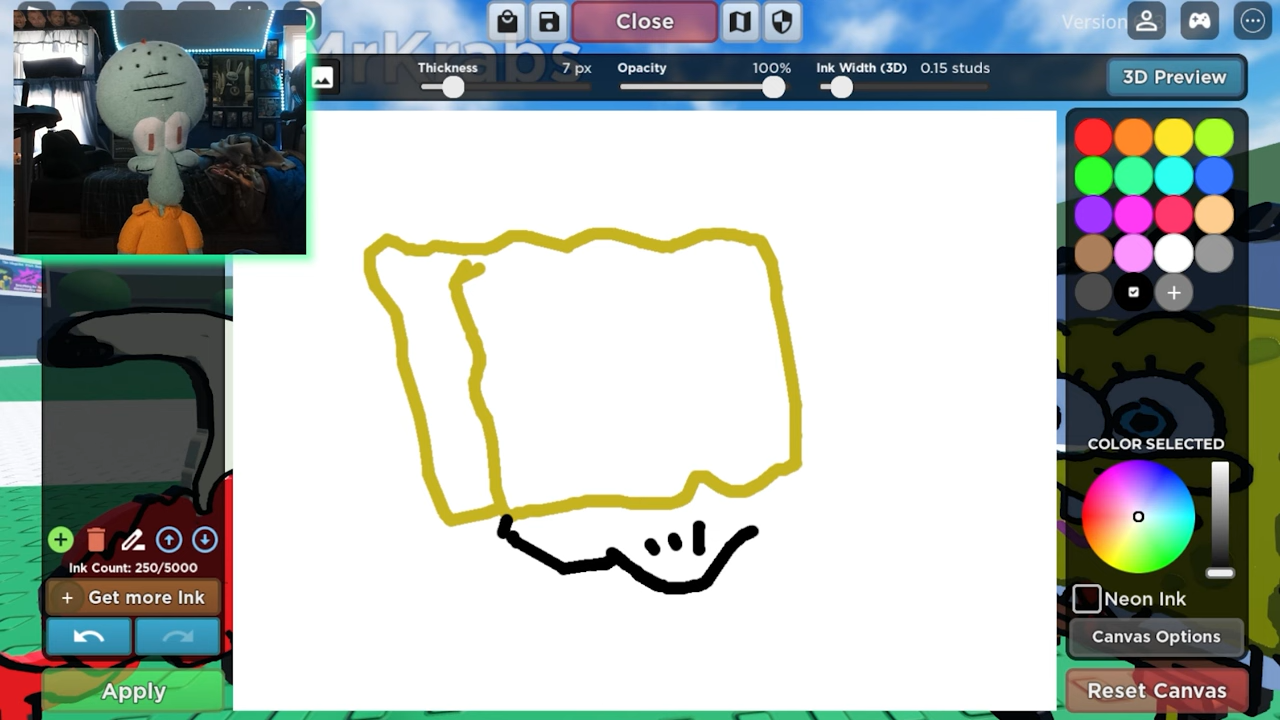 Close
Version
MrKrabs
Thickness 7 px
Opacity 100%
Ink Width (3D) 0.15 studs
3D Preview
COLOR SELECTED
Ink Count: 250/5000
+ Get more Ink
Neon Ink
Canvas Options
Apply
Reset Canvas